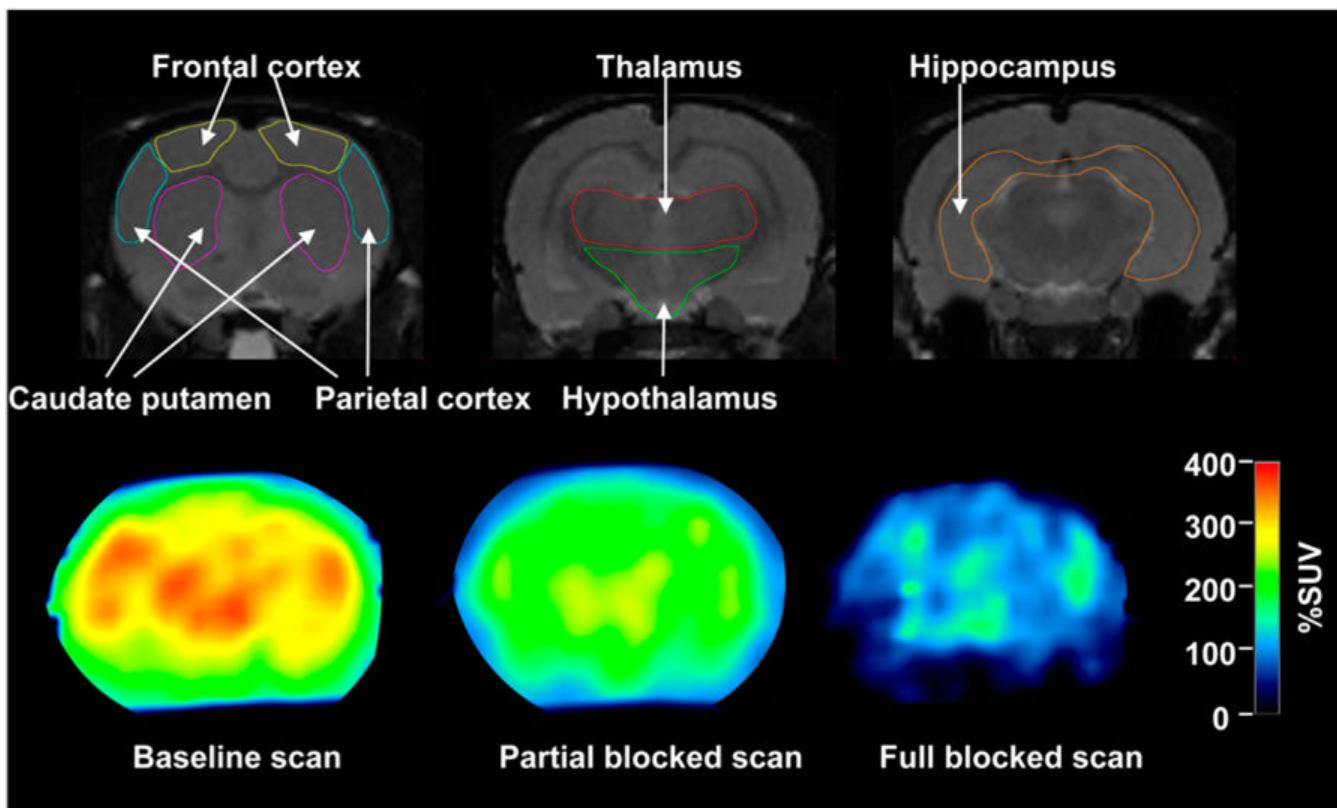 Frontal cortex
Thalamus
Hippocampus
Caudate putamen
Parietal cortex
Hypothalamus
400
300
200
100
0
%SUV
Baseline scan
Partial blocked scan
Full blocked scan